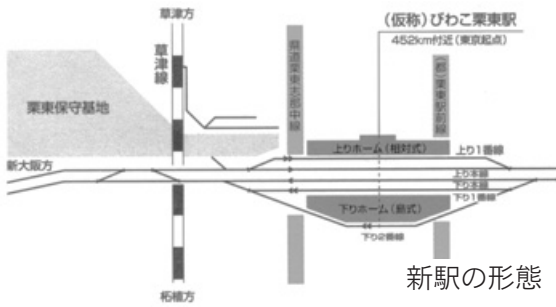 草津方
(仮称)びわこ栗東駅
452km付近(東京起点)
草津線
県道栗東志那中線
(都)栗東駅前線
栗東保守基地
上りホーム(相対式)
上り1番線
新大阪方
上り本線
下り本線
下り1番線
下りホーム(島式)
下り2番線
柘植方
新駅の形態